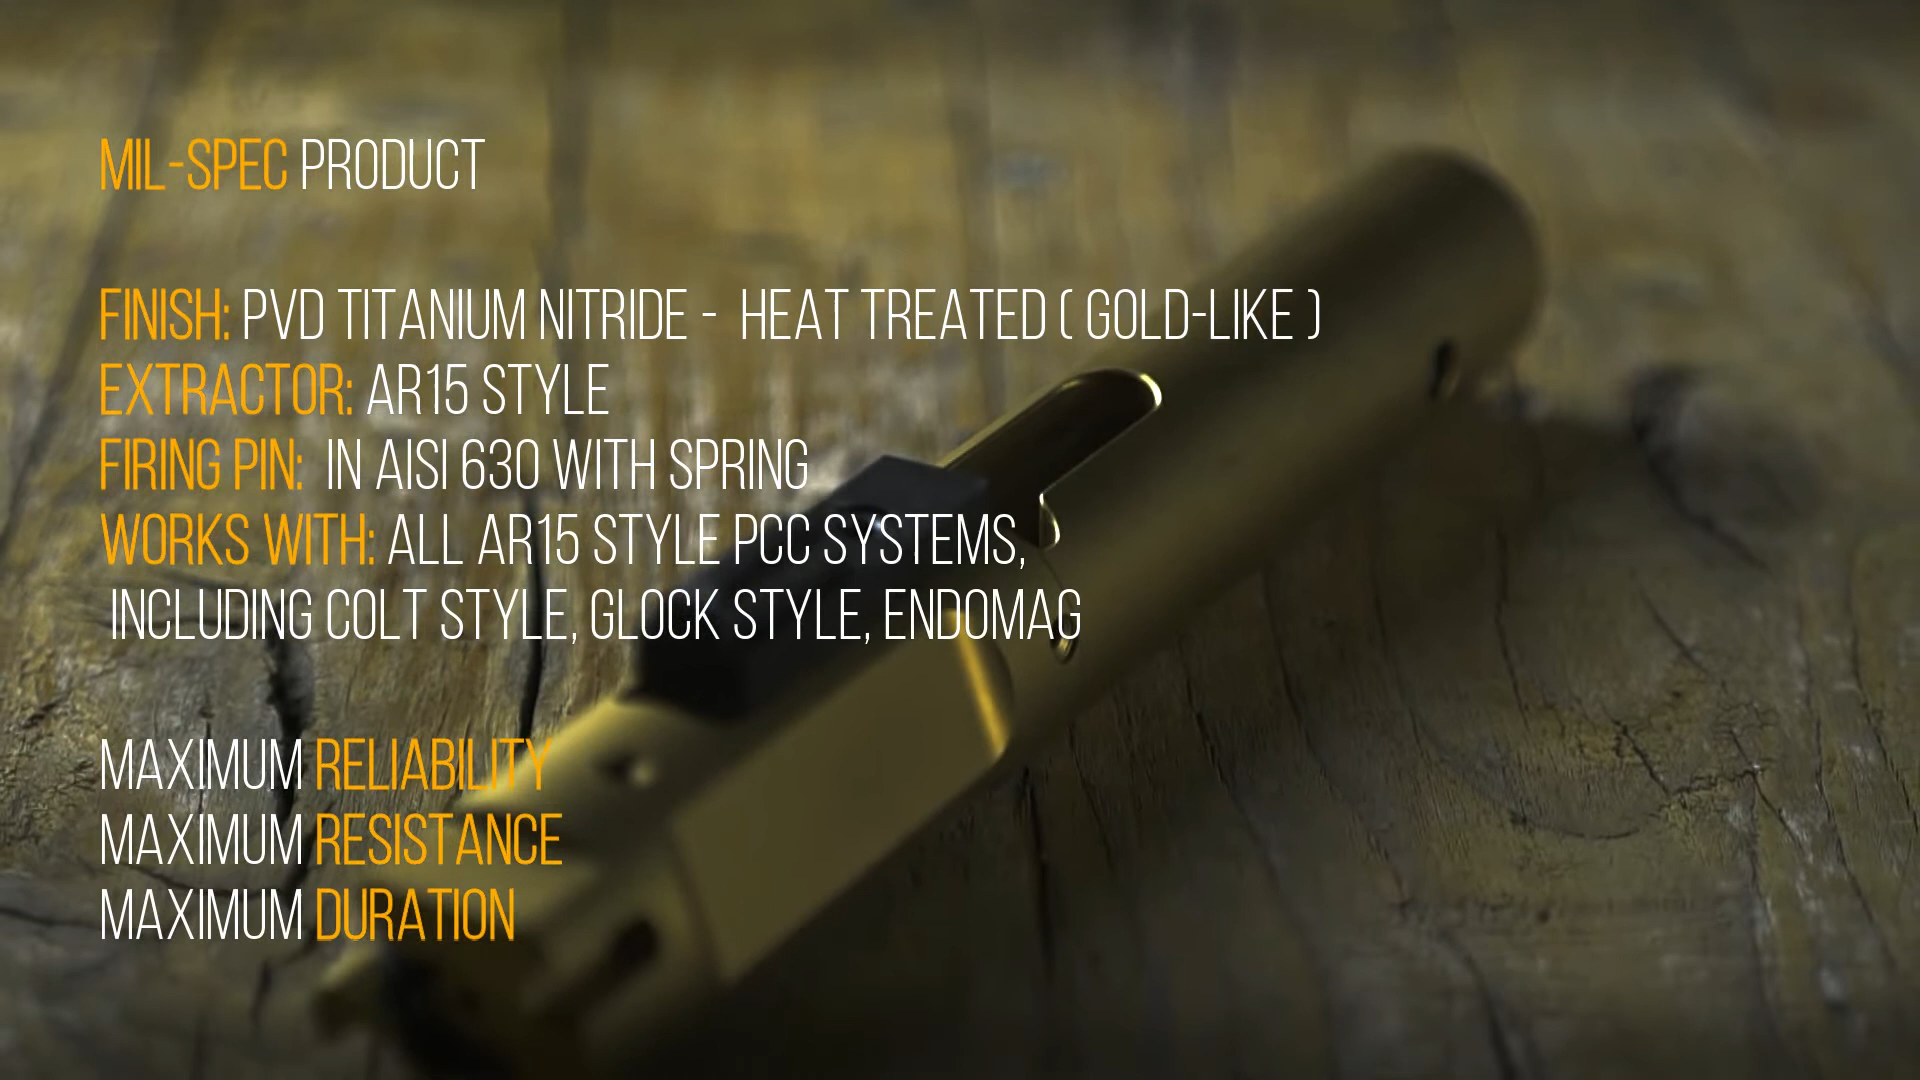 MIL-SPEC PRODUCT
FINISH: PVD TITANIUM NITRIDE - HEAT TREATED ( GOLD-LIKE )
EXTRACTOR: AR15 STYLE
FIRING PIN: IN AISI 630 WITH SPRING
WORKS WITH: ALL AR15 STYLE PCC SYSTEMS,
INCLUDING COLT STYLE, GLOCK STYLE, ENDOMAG
MAXIMUM RELIABILITY
MAXIMUM RESISTANCE
MAXIMUM DURATION